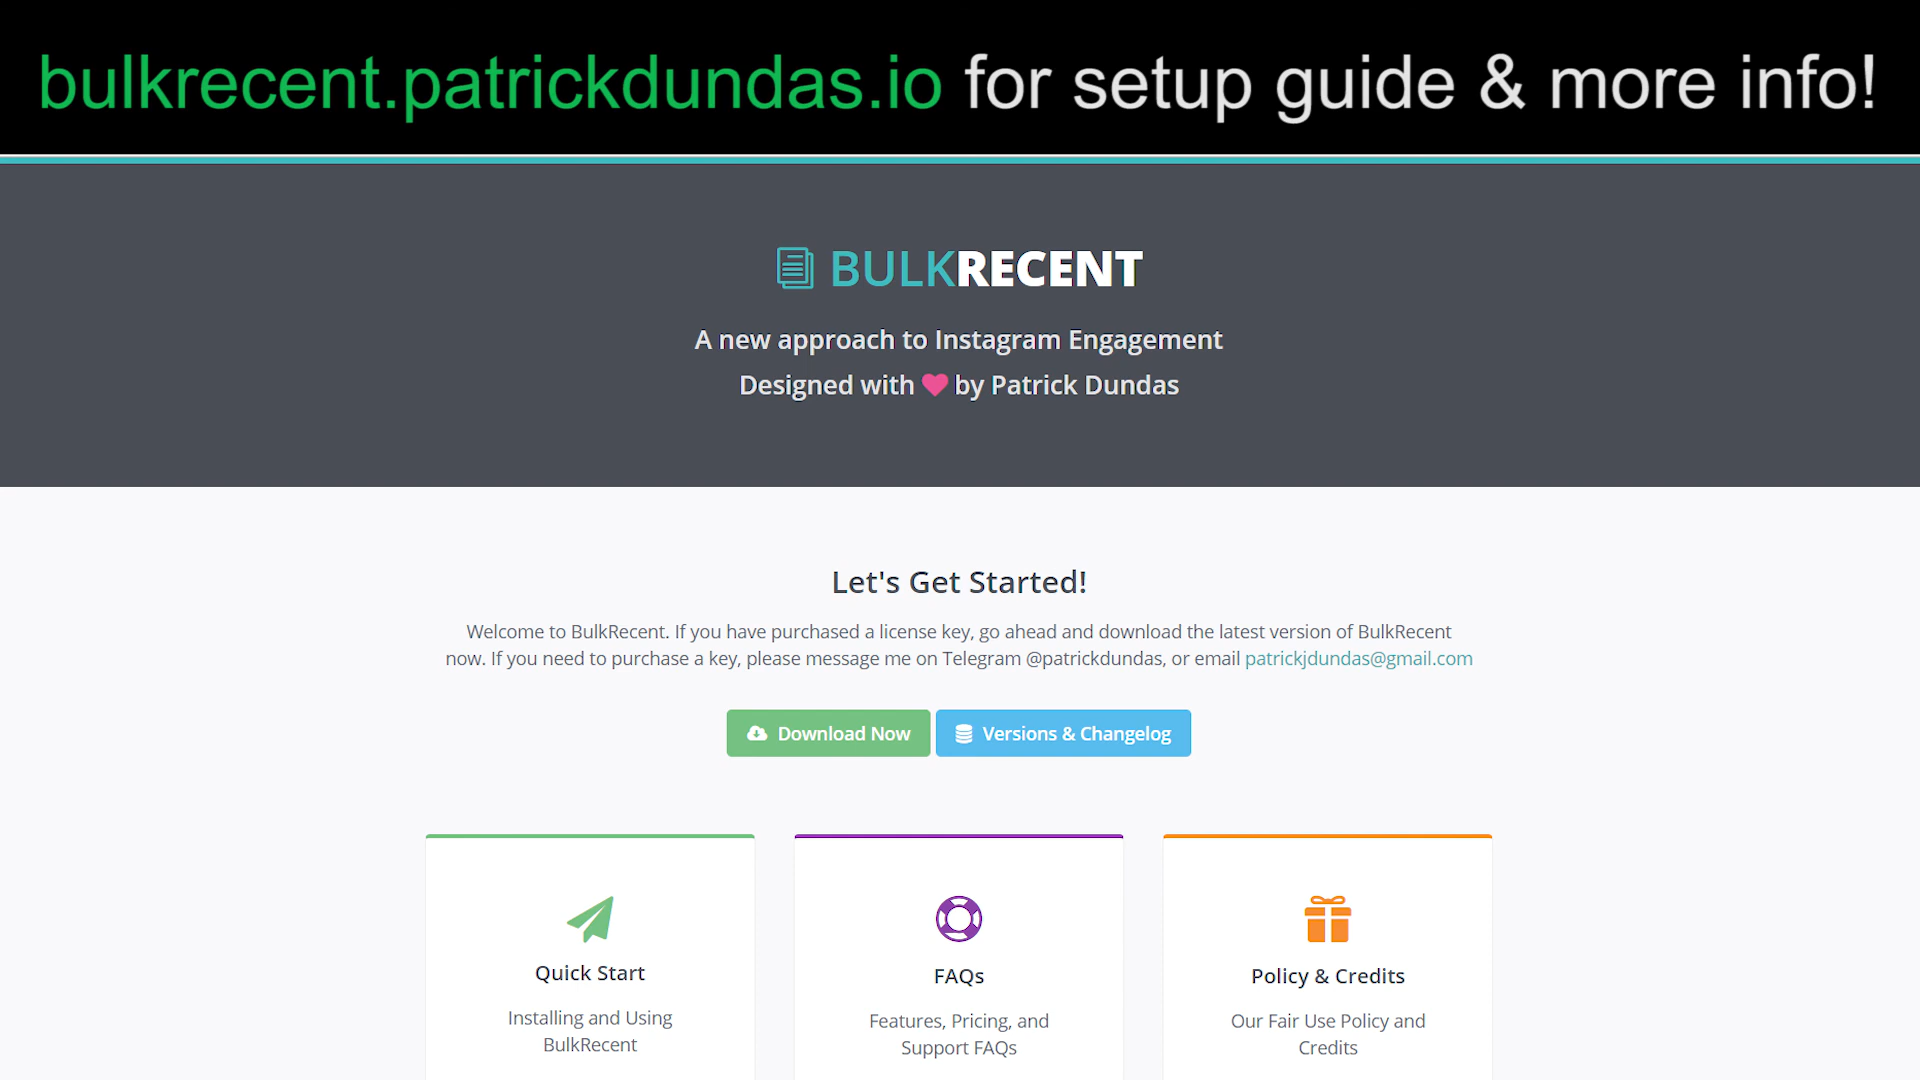 bulkrecent.patrickdundas.io for setup guide & more info!
BULKRECENT
A new approach to Instagram Engagement
Designed with by Patrick Dundas
Let's Get Started!
Welcome to BulkRecent. If you have purchased a license key, go ahead and download the latest version of BulkRecent
now. If you need to purchase a key, please message me on Telegram @patrickdundas, or email patrickjdundas@gmail.com
Download Now
Versions & Changelog
Quick Start
Installing and Using
BulkRecent
FAQs
Features, Pricing, and
Support FAQs
Policy & Credits
Our Fair Use Policy and
Credits